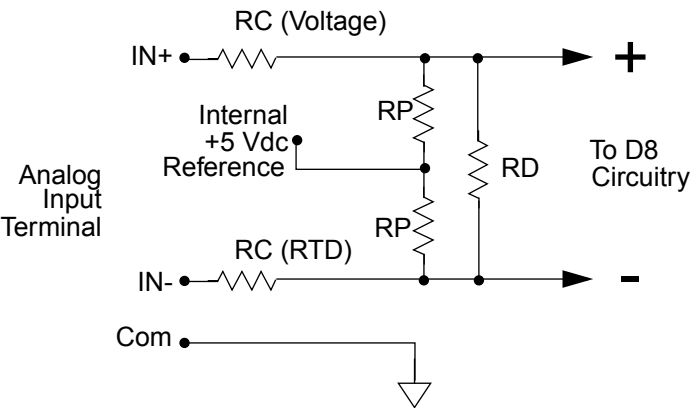 RC (Voltage)
IN+
+
RP
Internal
+5 Vdc
Reference
To D8
Circuitry
RD
Analog
Input
Terminal
RP
RC (RTD)
IN-
-
Com